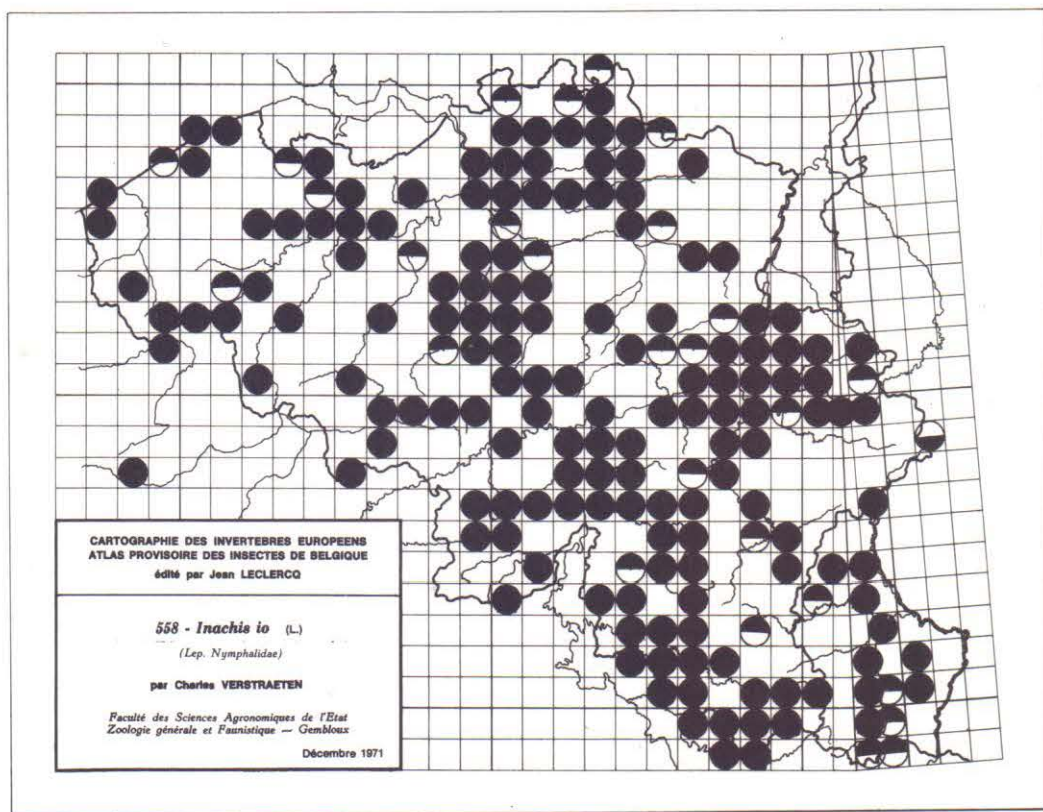 CARTOGRAPHIE DES INVERTEBRES EUROPEENS
ATLAS PROVISOIRE DES INSECTES DE BELGIQUE
édité par Jean LECLERCQ
558 - Inachis io (L.)
(Lep. Nymphalidae)
par Charles VERSTRAETEN
Faculté des Sciences Agronomiques de l'Etat
Zoologie générale et Faunistique — Gembloux
Décembre 1971